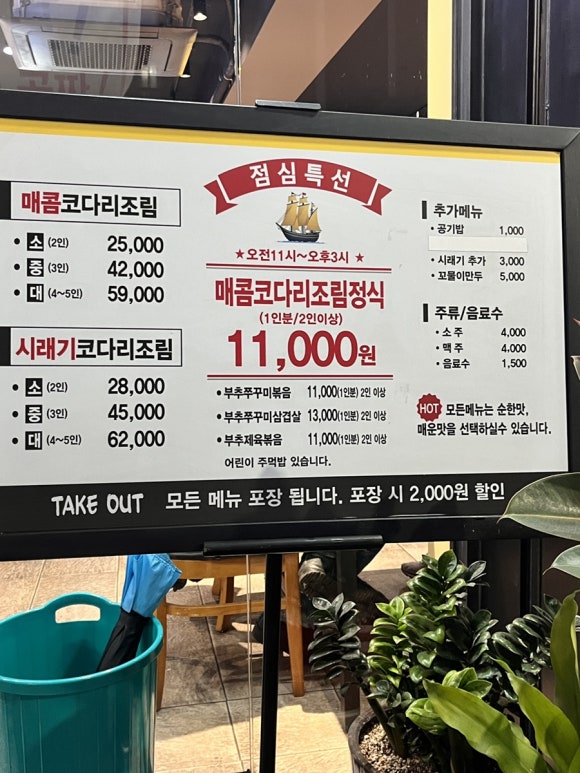 매콤코다리조림
• 소 (2인) 25,000
• 중 (3인) 42,000
• 대 (4~5인) 59,000
시래기코다리조림
• 소 (2인) 28,000
• 중 (3인) 45,000
• 대 (4~5인) 62,000
점심특선
★오전11시~오후3시 ★
매콤코다리조림정식
(1인분/2인이상)
11,000원
• 부추쭈꾸미볶음 11,000(1인분) 2인 이상
• 부추쭈꾸미삼겹살 13,000(1인분) 2인 이상
• 부추제육볶음 11,000(1인분) 2인 이상
어린이 주먹밥 있습니다.
추가메뉴
• 공기밥 1,000
• 시래기 추가 3,000
• 꼬물이만두 5,000
주류/음료수
• 소 주 4,000
• 맥 주 4,000
• 음료수 1,500
HOT 모든메뉴는 순한맛,
매운맛을 선택하실수 있습니다.
TAKE OUT 모든 메뉴 포장 됩니다. 포장 시 2,000원 할인